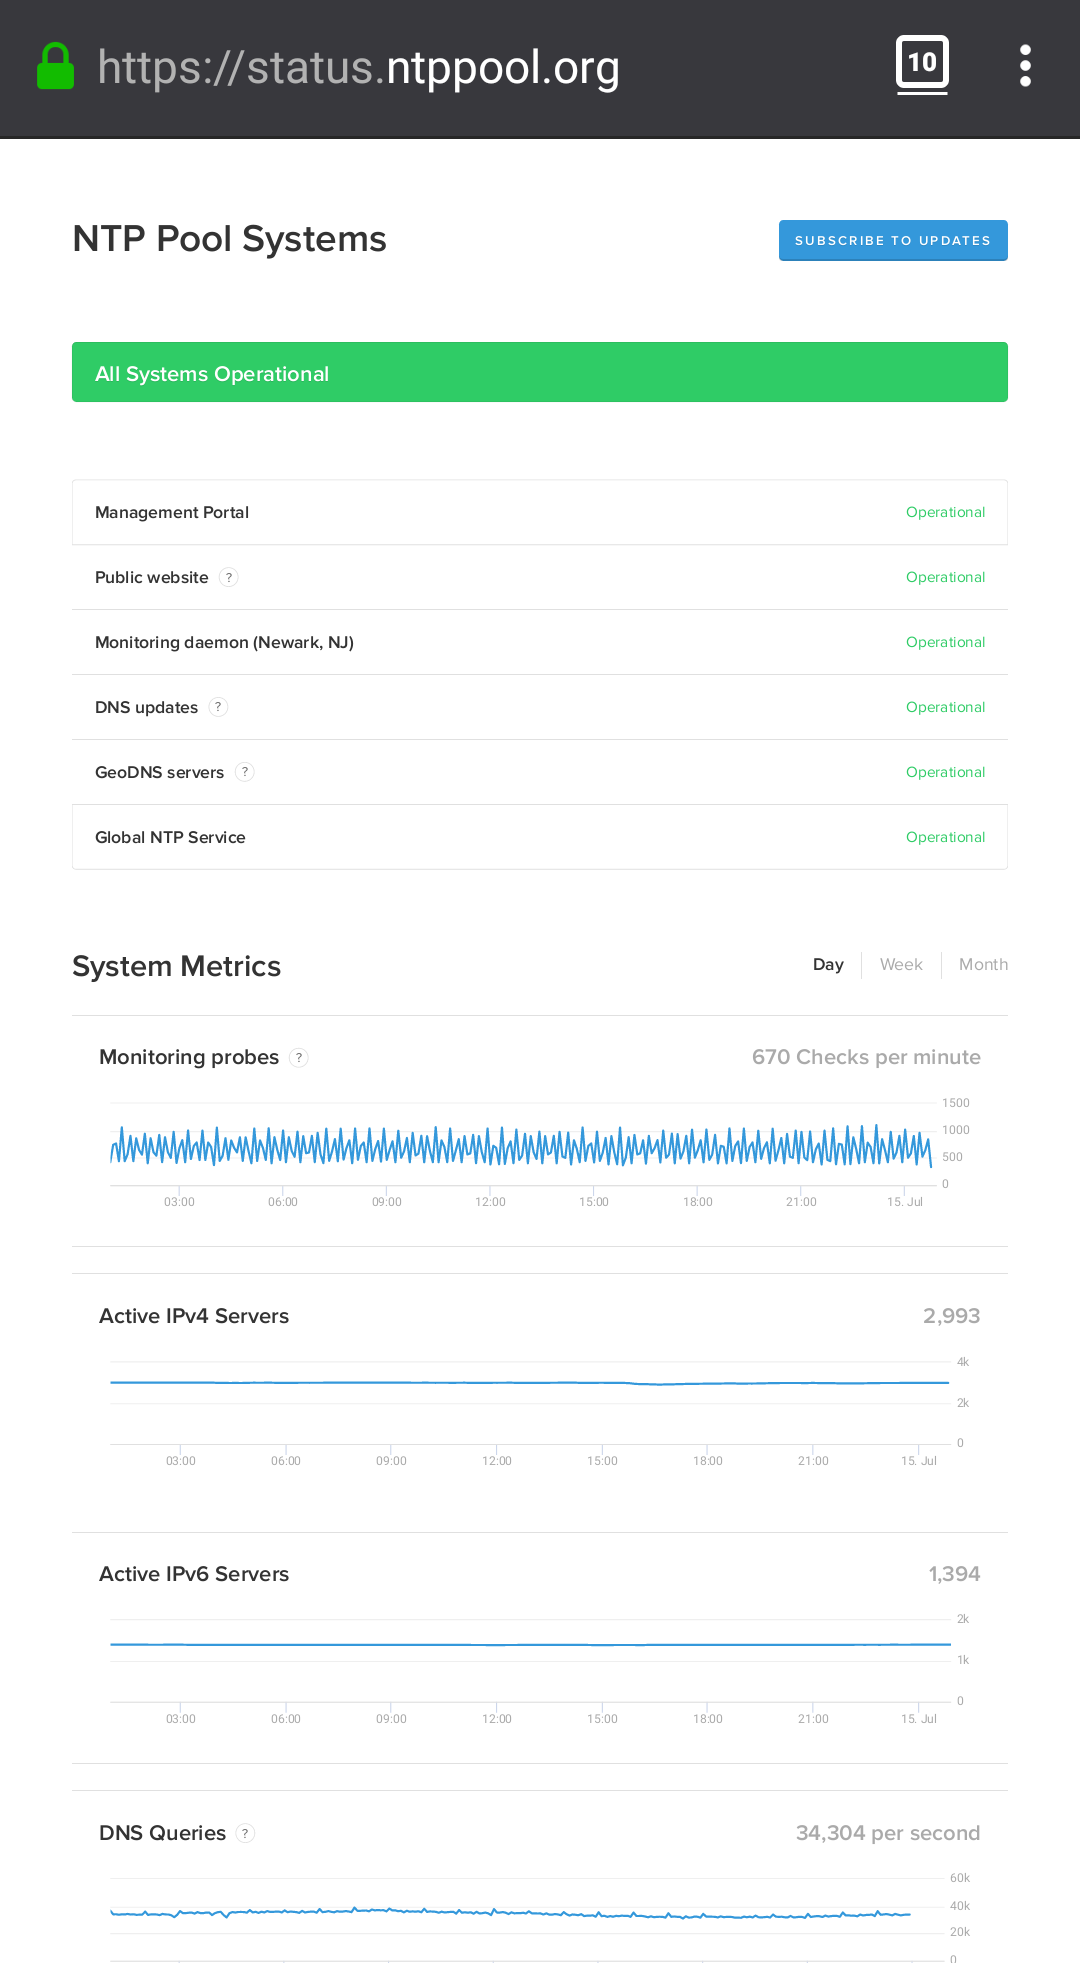 https://status.ntppool.org
10
NTP Pool Systems
SUBSCRIBE TO UPDATES
All Systems Operational
Management Portal Operational
Public website ? Operational
Monitoring daemon (Newark, NJ) Operational
DNS updates ? Operational
GeoDNS servers ? Operational
Global NTP Service Operational
System Metrics
Day Week Month
Monitoring probes ? 670 Checks per minute
1500
1000
500
0
03:00 06:00 09:00 12:00 15:00 18:00 21:00 15. Jul
Active IPv4 Servers 2,993
4k
2k
0
03:00 06:00 09:00 12:00 15:00 18:00 21:00 15. Jul
Active IPv6 Servers 1,394
2k
1k
0
03:00 06:00 09:00 12:00 15:00 18:00 21:00 15. Jul
DNS Queries ? 34,304 per second
60k
40k
20k
0